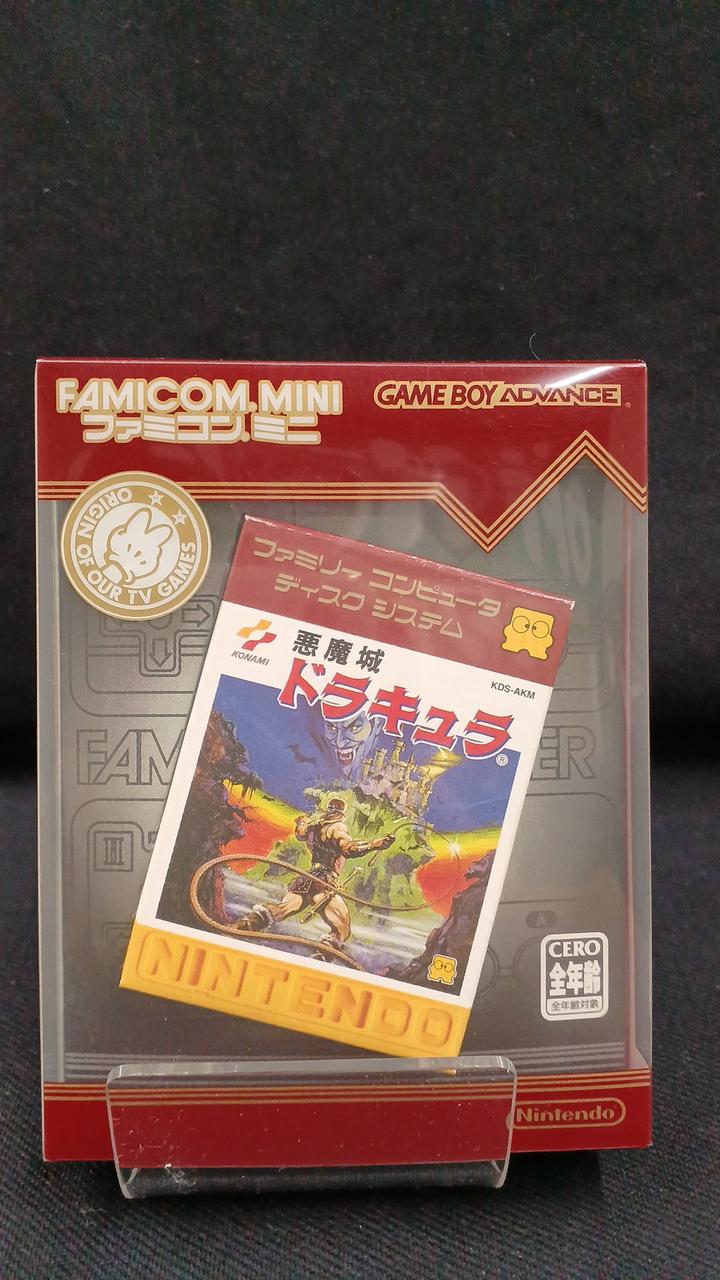 FAMICOM MINI
ファミコン ミニ
GAME BOY ADVANCE
ORIGIN OF OUR TV GAMES
ファミリー コンピュータ
ディスク システム
KONAMI
悪魔城
ドラキュラ®
KDS-AKM
FAM
ER
II
A
NINTENDO
CERO
全年齢
全年齢対象
Nintendo